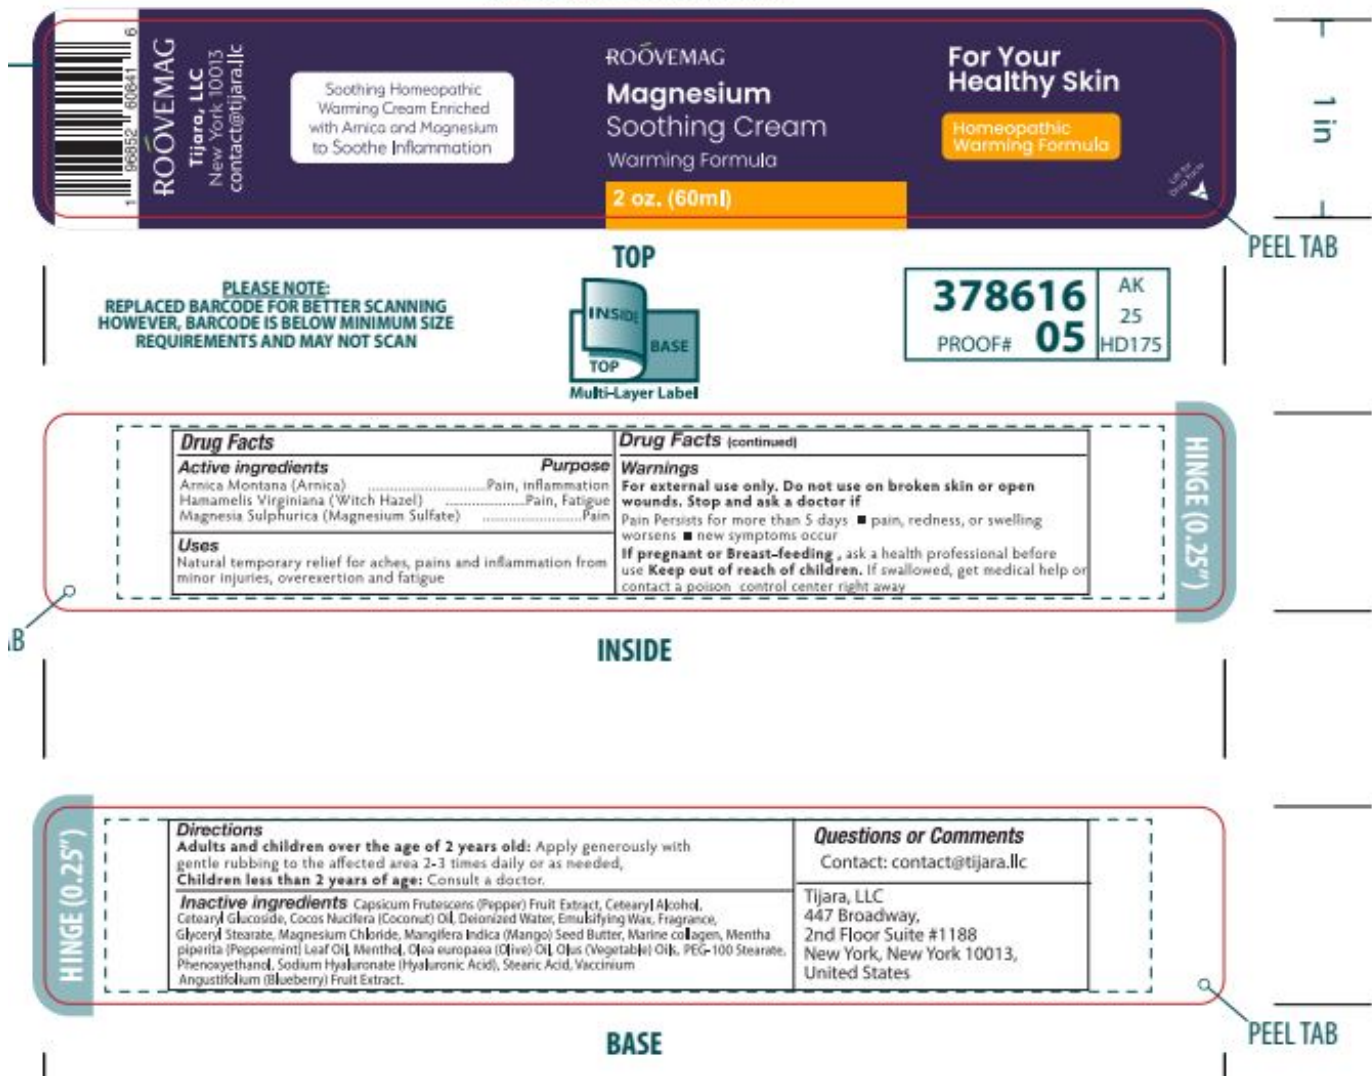 1 96852 60841 6
ROÓVEMAG
Tijara, LLC
New York 10013
contact@tijara.llc
Soothing Homeopathic
Warming Cream Enriched
with Arnica and Magnesium
to Soothe Inflammation
ROÓVEMAG
Magnesium
Soothing Cream
Warming Formula
2 oz. (60ml)
For Your
Healthy Skin
Homeopathic
Warming Formula
Lift for
Drug Facts
1 in
PEEL TAB
TOP
PLEASE NOTE:
REPLACED BARCODE FOR BETTER SCANNING
HOWEVER, BARCODE IS BELOW MINIMUM SIZE
REQUIREMENTS AND MAY NOT SCAN
INSIDE
BASE
TOP
Multi-Layer Label
378616
PROOF# 05
AK
25
HD175
Drug Facts
Active ingredients Purpose
Arnica Montana (Arnica) ............................Pain, inflammation
Hamamelis Virginiana (Witch Hazel) ...................Pain, Fatigue
Magnesia Sulphurica (Magnesium Sulfate) ........................Pain
Uses
Natural temporary relief for aches, pains and inflammation from
minor injuries, overexertion and fatigue
Drug Facts (continued)
Warnings
For external use only. Do not use on broken skin or open
wounds. Stop and ask a doctor if
Pain Persists for more than 5 days ■ pain, redness, or swelling
worsens ■ new symptoms occur
If pregnant or Breast-feeding , ask a health professional before
use Keep out of reach of children. If swallowed, get medical help or
contact a poison control center right away
HINGE (0.25")
AB
INSIDE
HINGE (0.25")
Directions
Adults and children over the age of 2 years old: Apply generously with
gentle rubbing to the affected area 2-3 times daily or as needed,
Children less than 2 years of age: Consult a doctor.
Inactive ingredients Capsicum Frutescens (Pepper) Fruit Extract, Cetearyl Alcohol,
Cetearyl Glucoside, Cocos Nucifera (Coconut) Oil, Deionized Water, Emulsifying Wax, Fragrance,
Glyceryl Stearate, Magnesium Chloride, Mangifera Indica (Mango) Seed Butter, Marine collagen, Mentha
piperita (Peppermint) Leaf Oil, Menthol, Olea europaea (Olive) Oil, Olus (Vegetable) Oils. PEG-100 Stearate,
Phenoxyethanol, Sodium Hyaluronate (Hyaluronic Acid), Stearic Acid, Vaccinium
Angustifolium (Blueberry) Fruit Extract.
Questions or Comments
Contact: contact@tijara.llc
Tijara, LLC
447 Broadway,
2nd Floor Suite #1188
New York, New York 10013,
United States
PEEL TAB
BASE